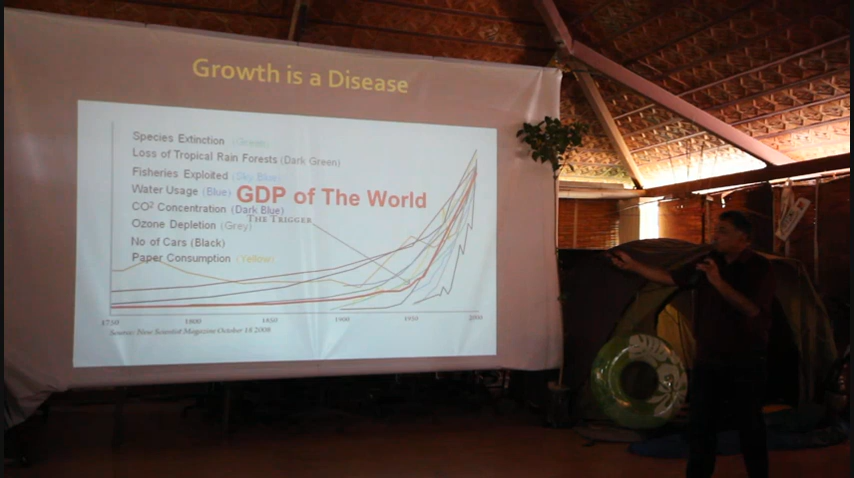 Growth is a Disease
Species Extinction (Green)
Loss of Tropical Rain Forests (Dark Green)
Fisheries Exploited (Sky Blue)
Water Usage (Blue)
GDP of The World
CO² Concentration (Dark Blue)
THE TRIGGER
Ozone Depletion (Grey)
No of Cars (Black)
Paper Consumption (Yellow)
1750 1800 1850 1900 1950 2000
Source: New Scientist Magazine October 18 2008